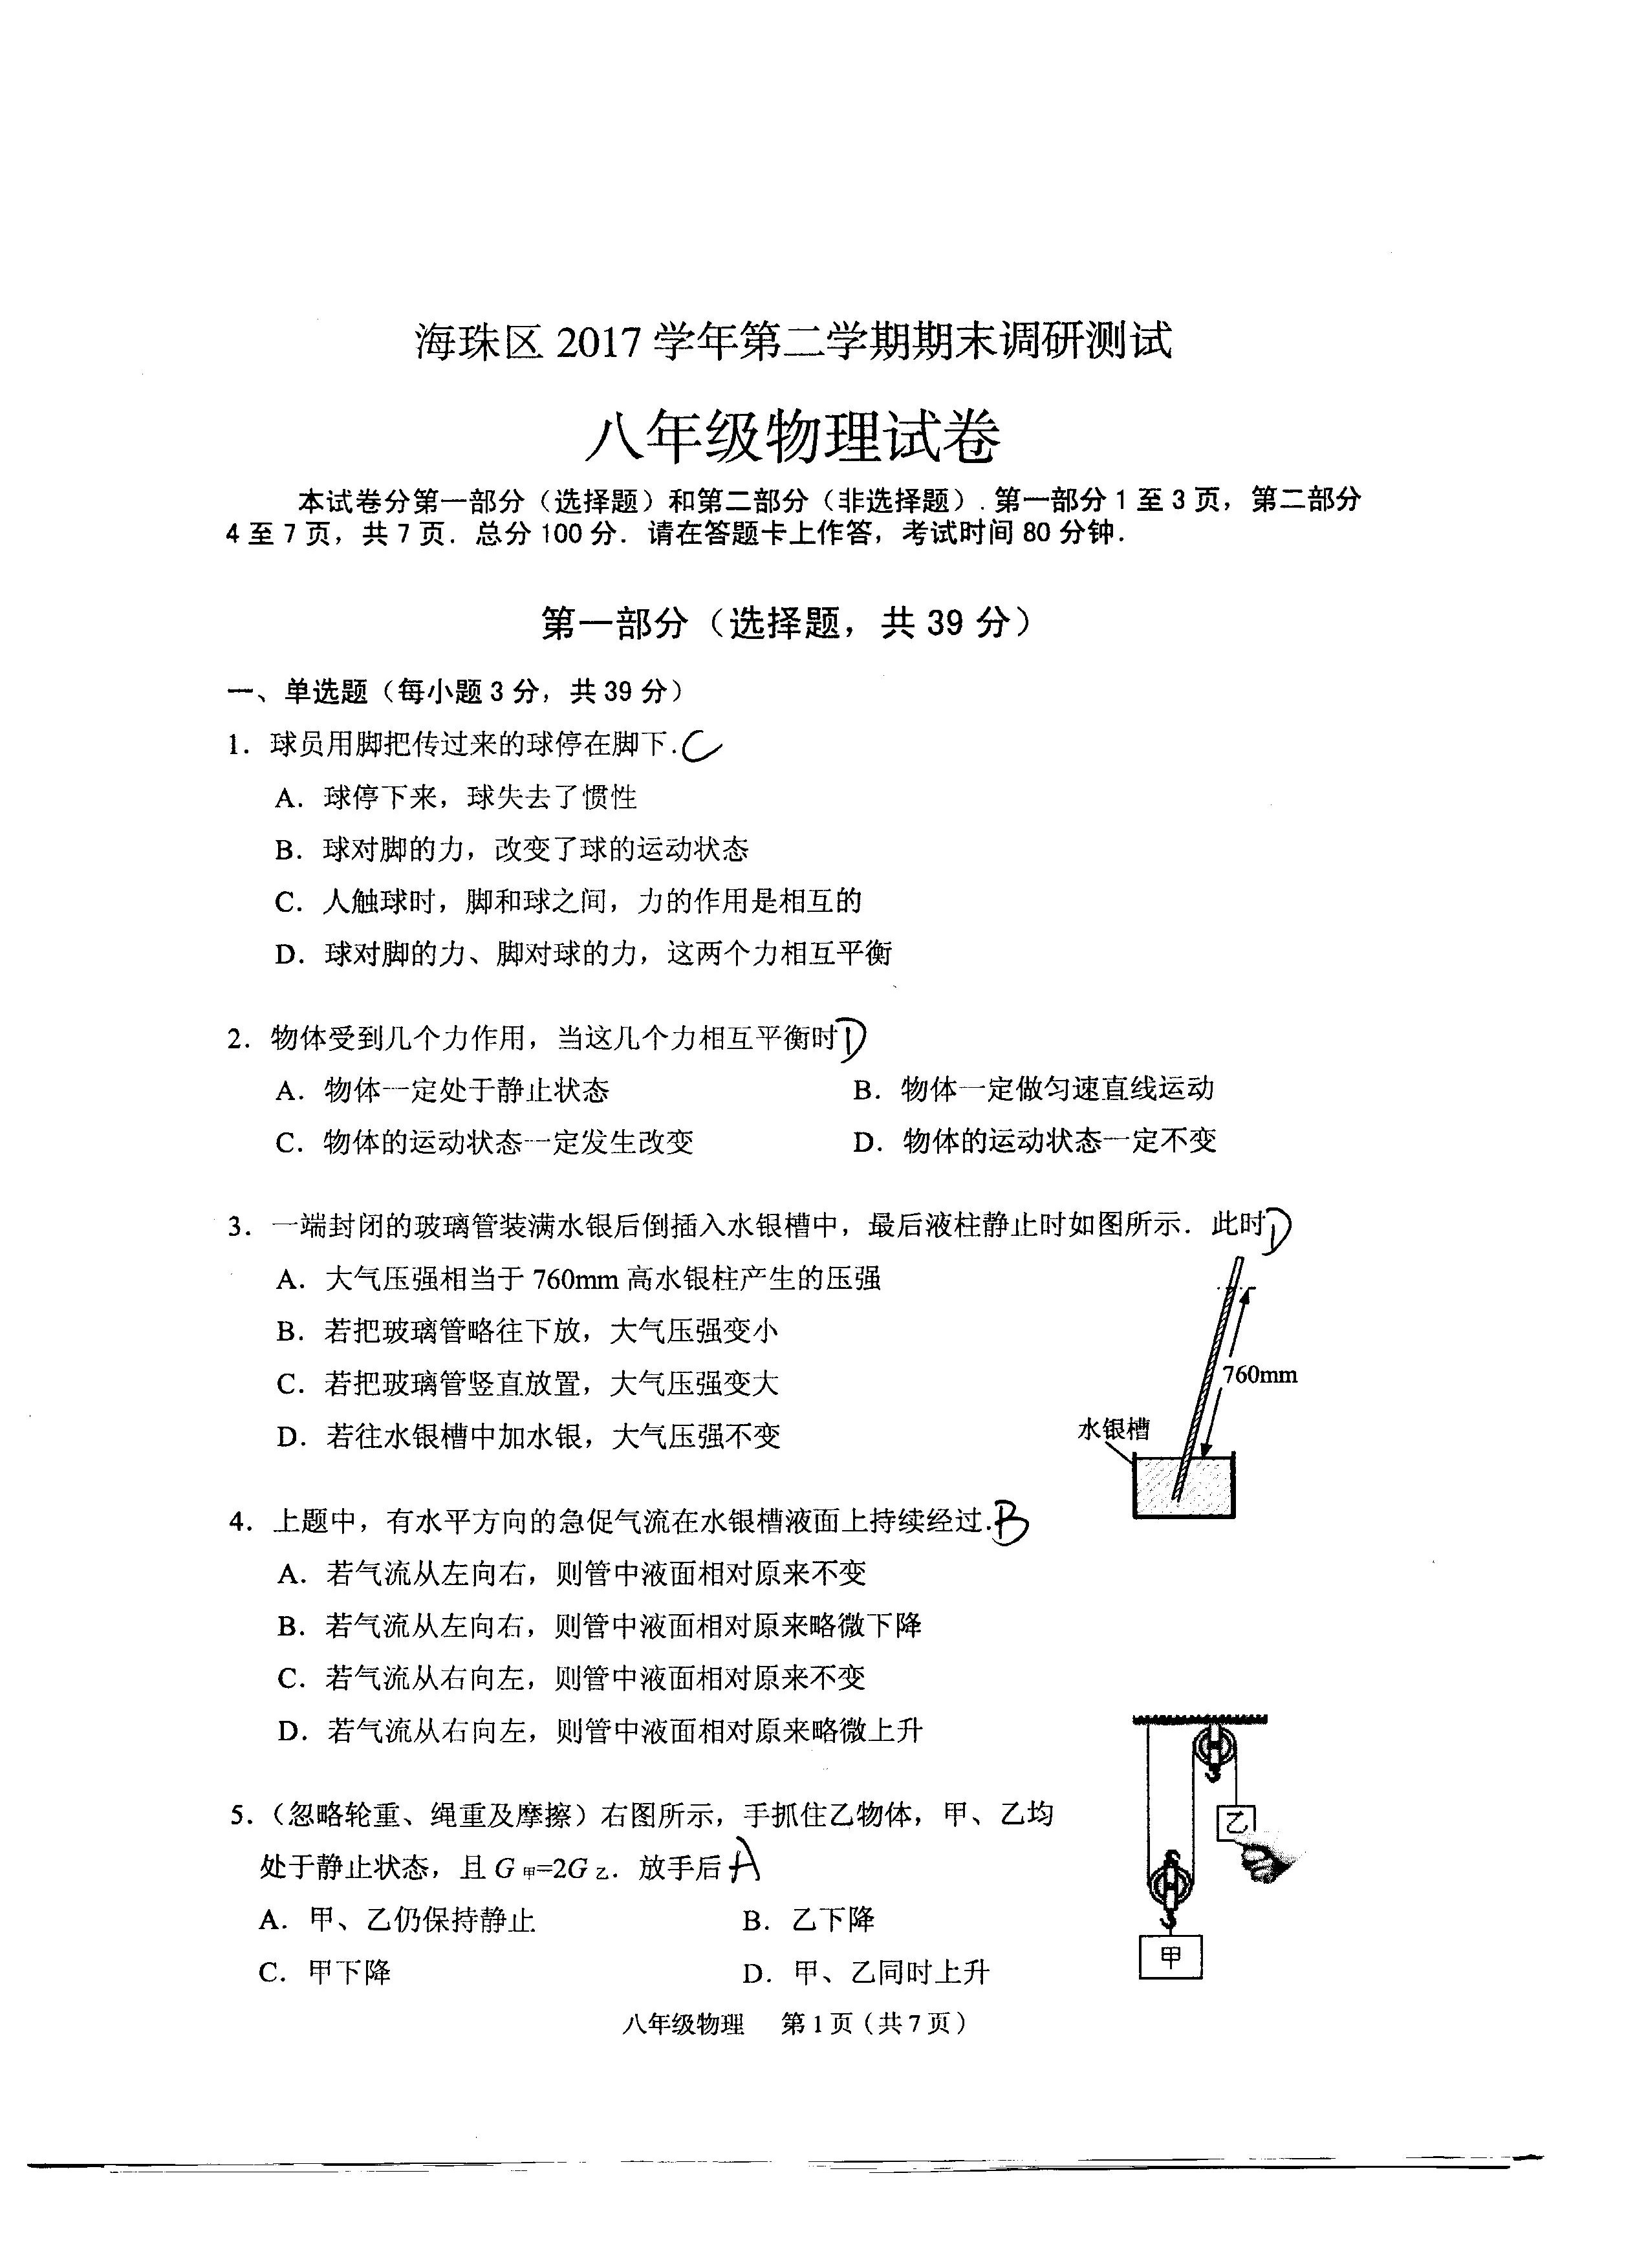 海珠区 2017 学年第二学期期末调研测试
八年级物理试卷
本试卷分第一部分（选择题）和第二部分（非选择题）. 第一部分 1 至 3 页，第二部分
4 至 7 页，共 7 页. 总分 100 分. 请在答题卡上作答，考试时间 80 分钟.
第一部分（选择题，共 39 分）
一、单选题（每小题 3 分，共 39 分）
1. 球员用脚把传过来的球停在脚下. C
A. 球停下来，球失去了惯性
B. 球对脚的力，改变了球的运动状态
C. 人触球时，脚和球之间，力的作用是相互的
D. 球对脚的力、脚对球的力，这两个力相互平衡
2. 物体受到几个力作用，当这几个力相互平衡时 D
A. 物体一定处于静止状态 B. 物体一定做匀速直线运动
C. 物体的运动状态一定发生改变 D. 物体的运动状态一定不变
3. 一端封闭的玻璃管装满水银后倒插入水银槽中，最后液柱静止时如图所示. 此时 D
A. 大气压强相当于 760mm 高水银柱产生的压强
B. 若把玻璃管略往下放，大气压强变小
C. 若把玻璃管竖直放置，大气压强变大
D. 若往水银槽中加水银，大气压强不变
760mm
水银槽
4. 上题中，有水平方向的急促气流在水银槽液面上持续经过. B
A. 若气流从左向右，则管中液面相对原来不变
B. 若气流从左向右，则管中液面相对原来略微下降
C. 若气流从右向左，则管中液面相对原来不变
D. 若气流从右向左，则管中液面相对原来略微上升
5.（忽略轮重、绳重及摩擦）右图所示，手抓住乙物体，甲、乙均
处于静止状态，且 G甲=2G乙. 放手后 A
A. 甲、乙仍保持静止 B. 乙下降
C. 甲下降 D. 甲、乙同时上升
乙
甲
八年级物理 第 1 页（共 7 页）